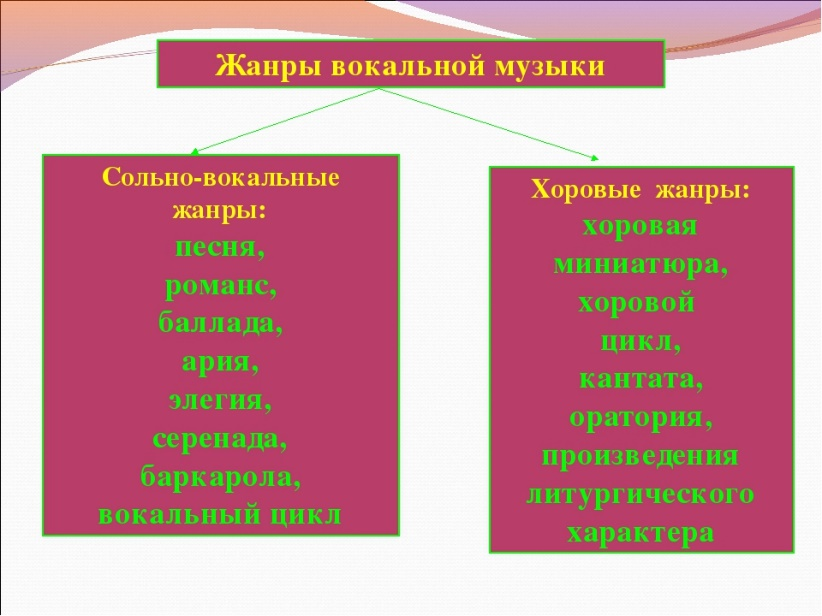 Жанры вокальной музыки
Сольно-вокальные
жанры:
песня,
романс,
баллада,
ария,
элегия,
серенада,
баркарола,
вокальный цикл
Хоровые жанры:
хоровая
миниатюра,
хоровой
цикл,
кантата,
оратория,
произведения
литургического
характера